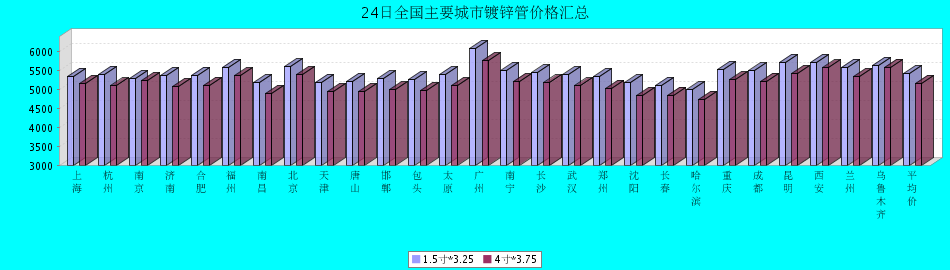 24日全国主要城市镀锌管价格汇总
6000
5500
5000
4500
4000
3500
3000
上海
杭州
南京
济南
合肥
福州
南昌
北京
天津
唐山
邯郸
包头
太原
广州
南宁
长沙
武汉
郑州
沈阳
长春
哈尔滨
重庆
成都
昆明
西安
兰州
乌鲁木齐
平均价
1.5寸*3.25
4寸*3.75